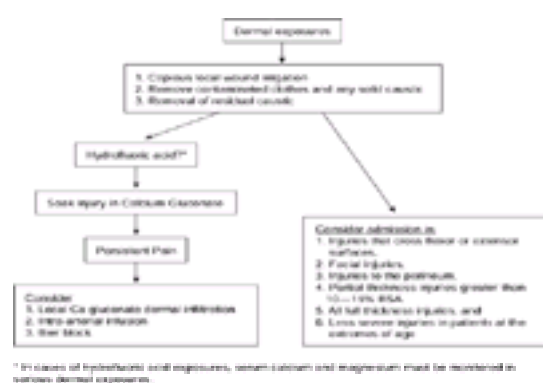 Dermal exposures
1. Copious local wound irrigation
2. Remove contaminated clothes and any solid caustic
3. Removal of residual caustic
Hydrofluoric acid?*
Soak injury in Calcium Gluconate
Persistent Pain
Consider
1. Local Ca gluconate dermal infiltration
2. Intra-arterial infusion
3. Bier block
Consider admission in
1. Injuries that cross flexor or extensor
surfaces,
2. Facial injuries,
3. Injuries to the perineum,
4. Partial thickness injuries greater than
10—15% BSA,
5. All full thickness injuries, and
6. Less severe injuries in patients at the
extremes of age
* In cases of hydrofluoric acid exposures, serum calcium and magnesium must be monitored in
serious dermal exposures.